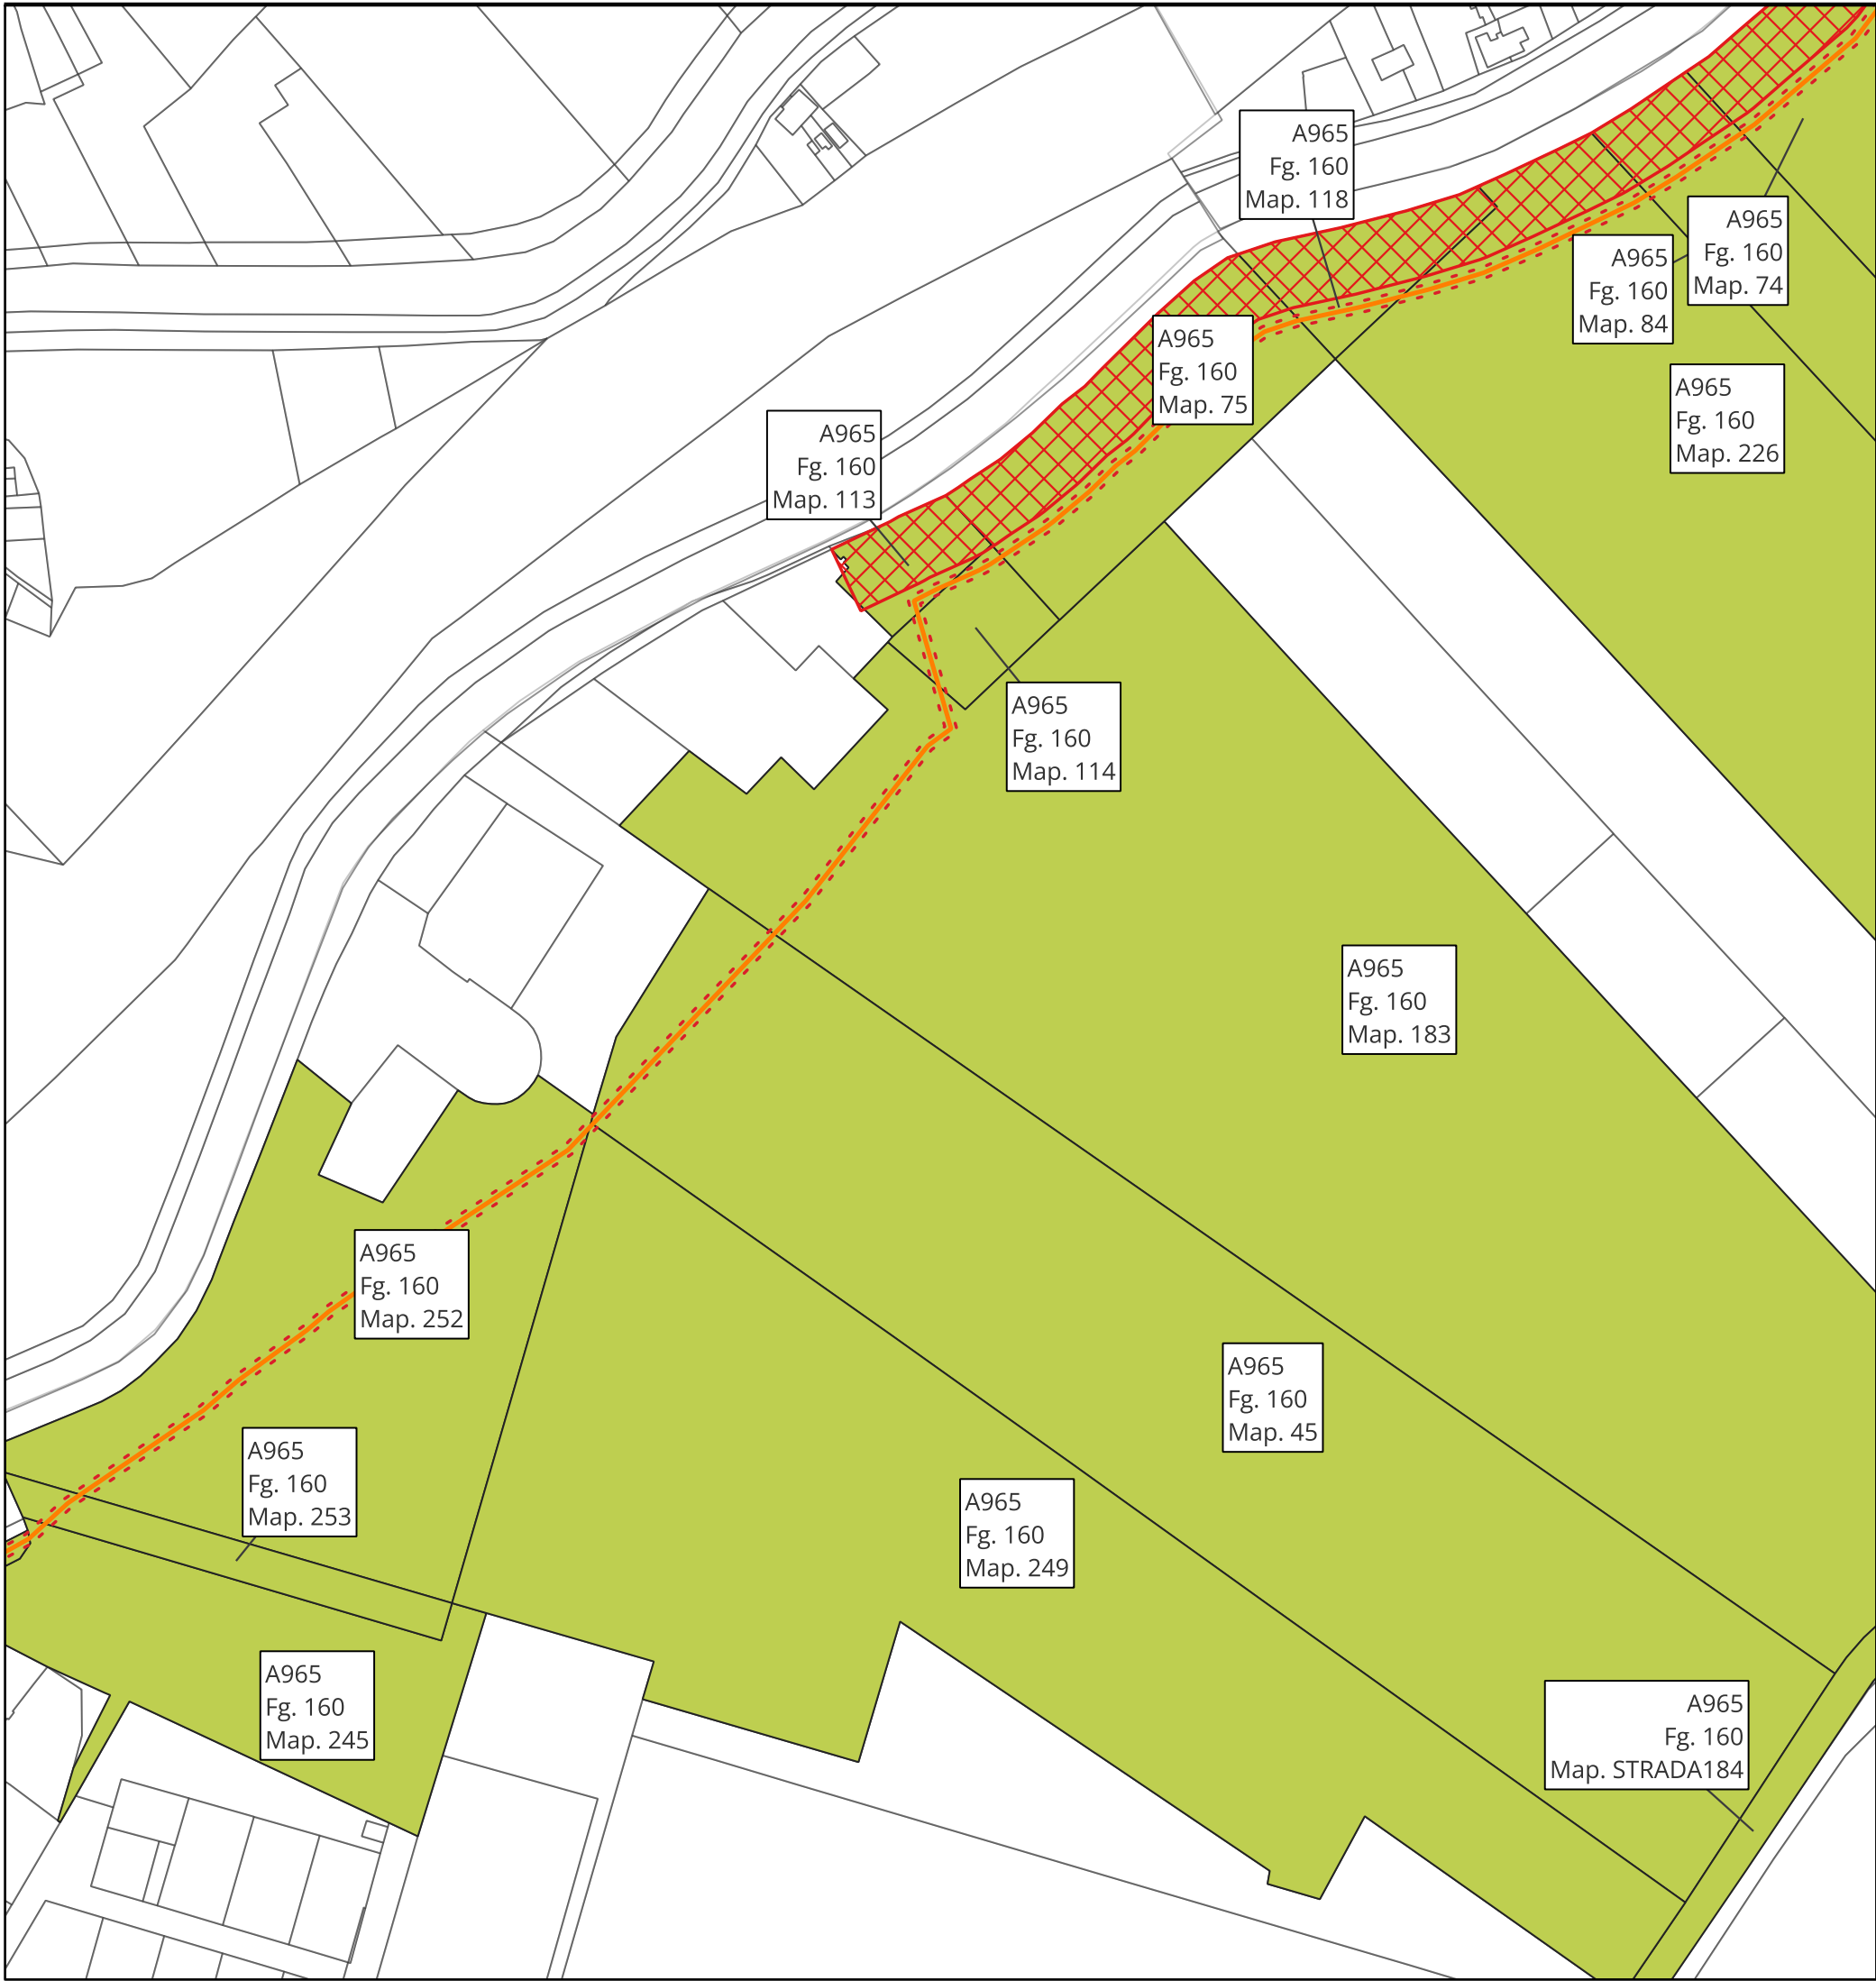 A965
Fg. 160
Map. 118
A965
Fg. 160
Map. 74
A965
Fg. 160
Map. 84
A965
Fg. 160
Map. 75
A965
Fg. 160
Map. 226
A965
Fg. 160
Map. 113
A965
Fg. 160
Map. 114
A965
Fg. 160
Map. 183
A965
Fg. 160
Map. 252
A965
Fg. 160
Map. 45
A965
Fg. 160
Map. 253
A965
Fg. 160
Map. 249
A965
Fg. 160
Map. 245
A965
Fg. 160
Map. STRADA184